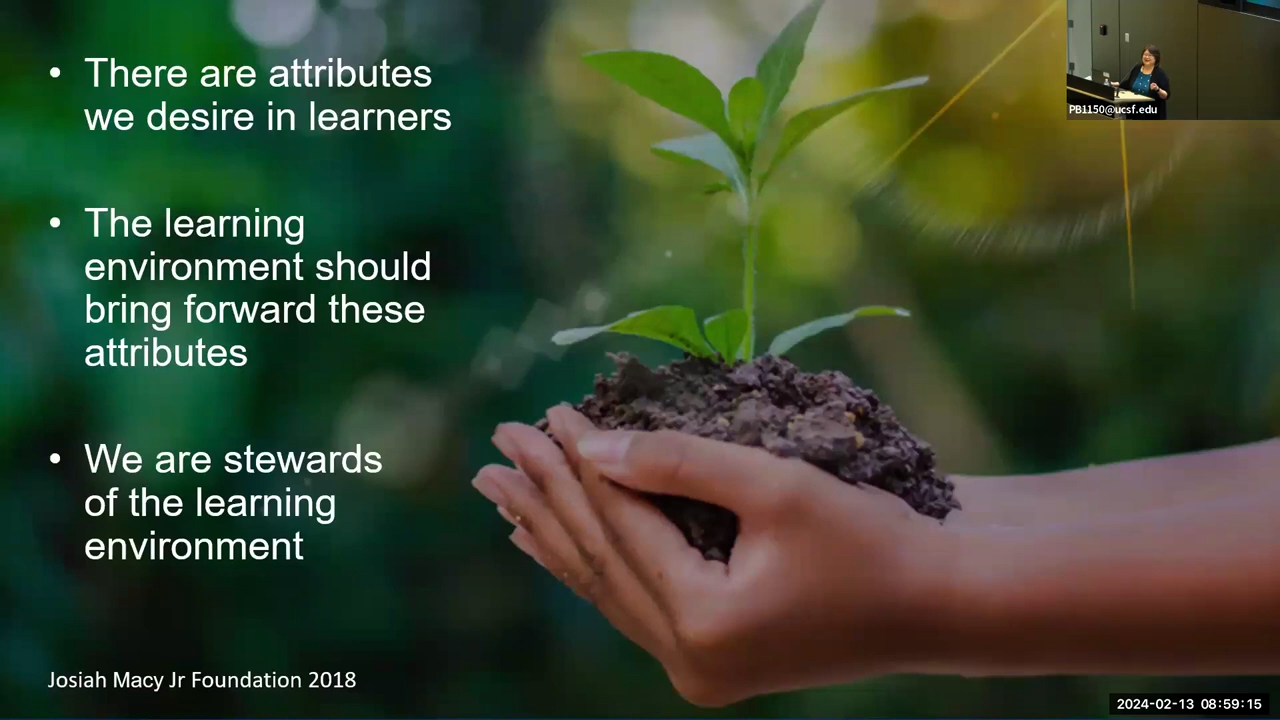 • There are attributes
we desire in learners
• The learning
environment should
bring forward these
attributes
• We are stewards
of the learning
environment
Josiah Macy Jr Foundation 2018
PB1150@ucsf.edu
2024-02-13 08:59:15